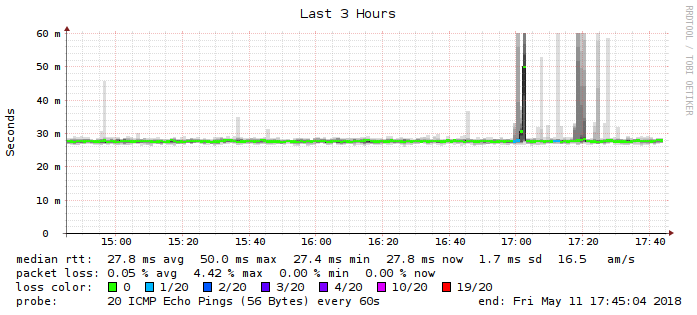 Last 3 Hours
RRDTOOL / TOBI OETIKER
Seconds
60 m
50 m
40 m
30 m
20 m
10 m
0
15:00 15:20 15:40 16:00 16:20 16:40 17:00 17:20 17:40
median rtt: 27.8 ms avg 50.0 ms max 27.4 ms min 27.8 ms now 1.7 ms sd 16.5 am/s
packet loss: 0.05 % avg 4.42 % max 0.00 % min 0.00 % now
loss color: 0 1/20 2/20 3/20 4/20 10/20 19/20
probe: 20 ICMP Echo Pings (56 Bytes) every 60s end: Fri May 11 17:45:04 2018